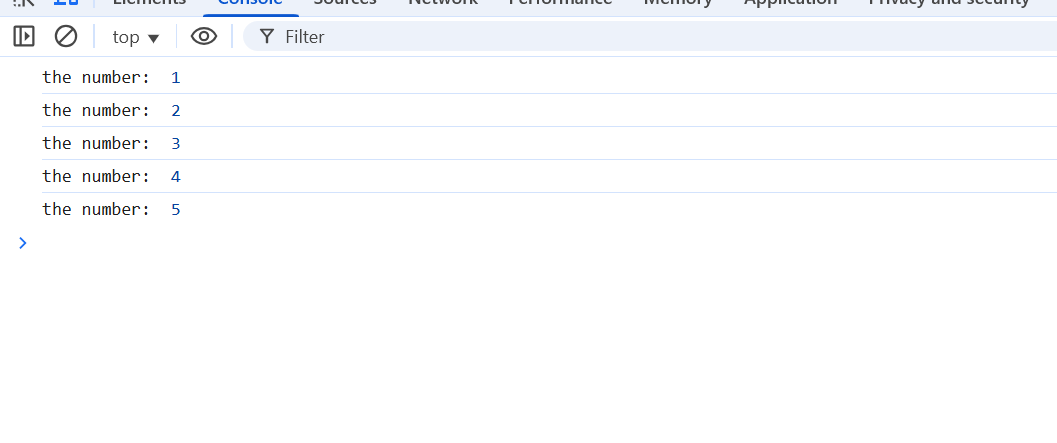 Elements Console Sources Network Performance Memory Application Privacy and security
top Filter
the number:  1
the number:  2
the number:  3
the number:  4
the number:  5